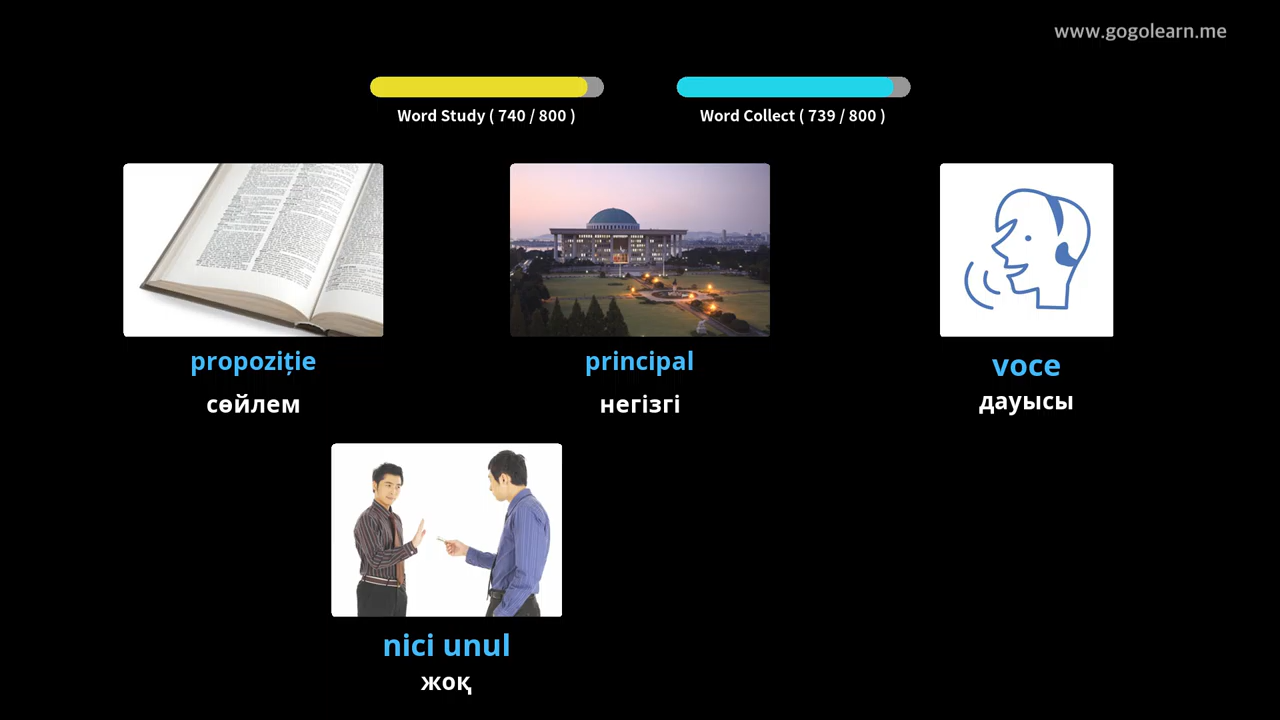 www.gogolearn.me
Word Study ( 740 / 800 )
Word Collect ( 739 / 800 )
propoziție
сөйлем
principal
негізгі
voce
дауысы
nici unul
жоқ